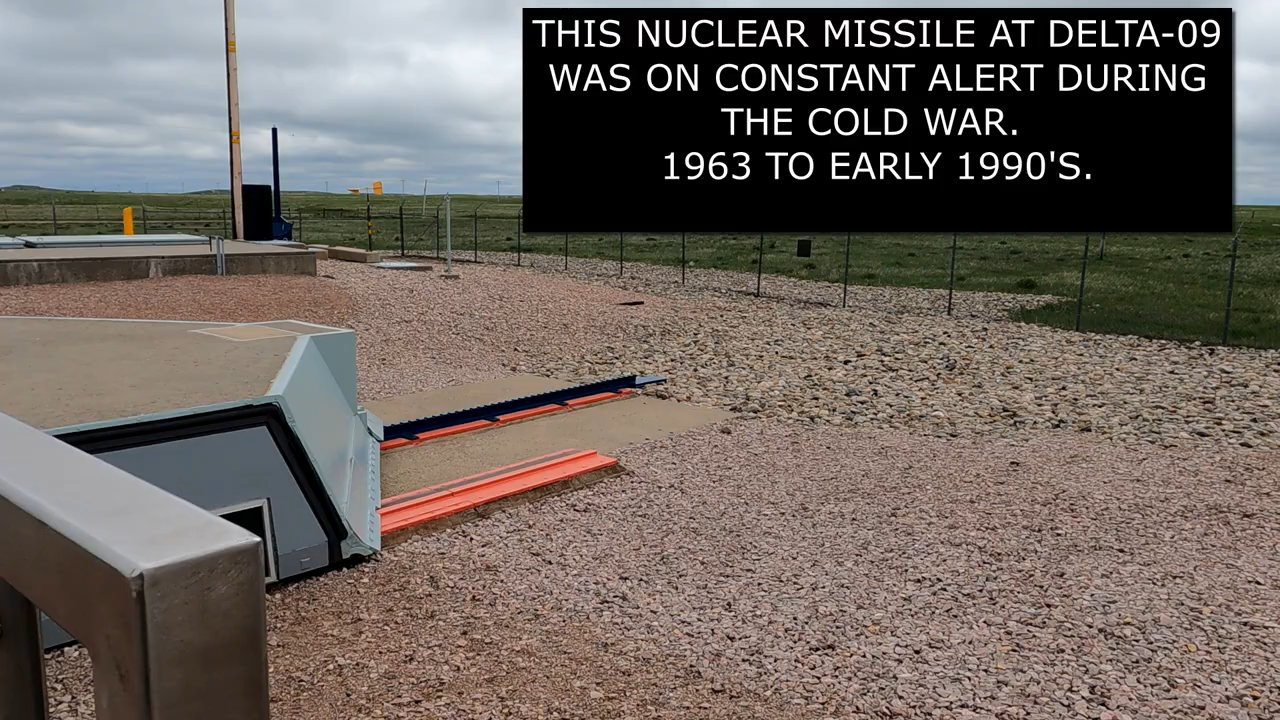 THIS NUCLEAR MISSILE AT DELTA-09
WAS ON CONSTANT ALERT DURING
THE COLD WAR.
1963 TO EARLY 1990'S.